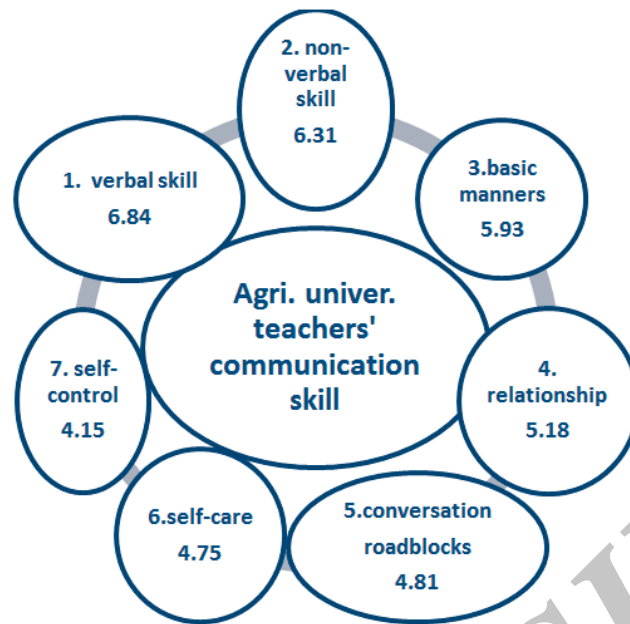 2. non-
verbal
skill
6.31
1. verbal skill
6.84
3.basic
manners
5.93
Agri. univer.
teachers'
communication
skill
4.
relationship
5.18
7. self-
control
4.15
6.self-care
4.75
5.conversation
roadblocks
4.81